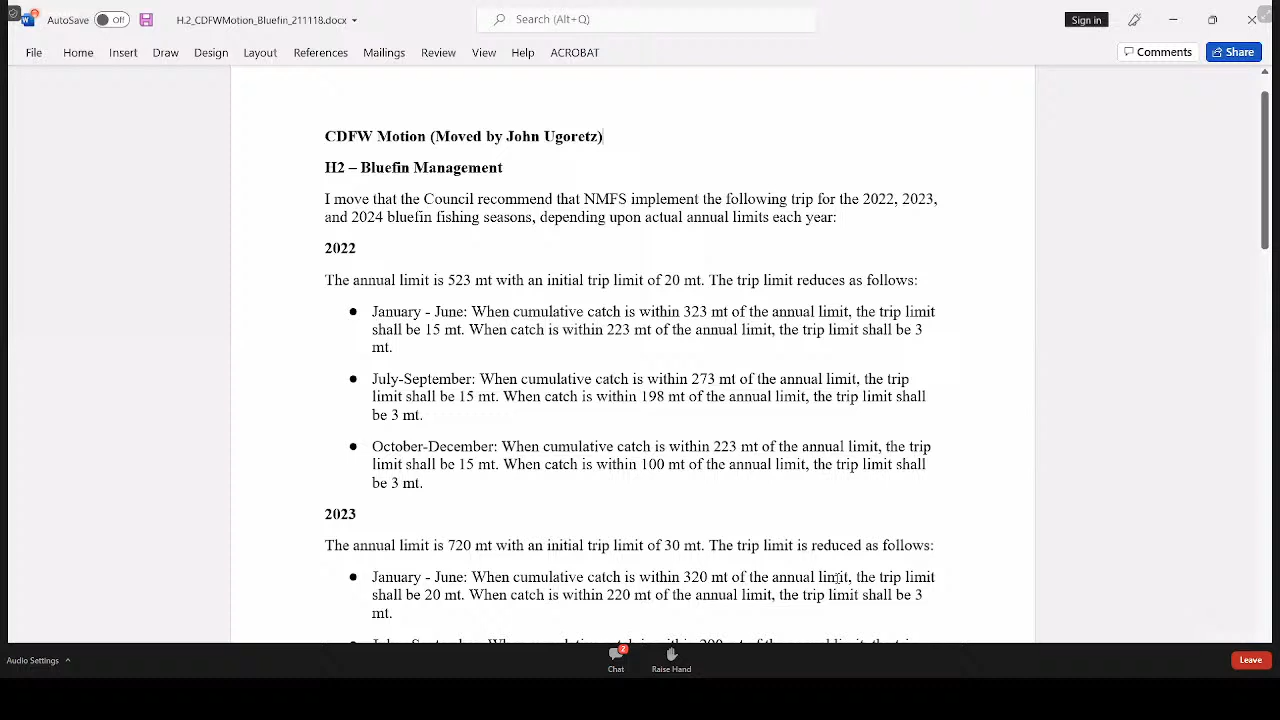 AutoSave Off H.2_CDFWMotion_Bluefin_211118.docx Search (Alt+Q) Sign in
File Home Insert Draw Design Layout References Mailings Review View Help ACROBAT Comments Share
CDFW Motion (Moved by John Ugoretz)
H2 – Bluefin Management
I move that the Council recommend that NMFS implement the following trip for the 2022, 2023,
and 2024 bluefin fishing seasons, depending upon actual annual limits each year:
2022
The annual limit is 523 mt with an initial trip limit of 20 mt. The trip limit reduces as follows:
● January - June: When cumulative catch is within 323 mt of the annual limit, the trip limit
shall be 15 mt. When catch is within 223 mt of the annual limit, the trip limit shall be 3
mt.
● July-September: When cumulative catch is within 273 mt of the annual limit, the trip
limit shall be 15 mt. When catch is within 198 mt of the annual limit, the trip limit shall
be 3 mt.
● October-December: When cumulative catch is within 223 mt of the annual limit, the trip
limit shall be 15 mt. When catch is within 100 mt of the annual limit, the trip limit shall
be 3 mt.
2023
The annual limit is 720 mt with an initial trip limit of 30 mt. The trip limit is reduced as follows:
● January - June: When cumulative catch is within 320 mt of the annual limit, the trip limit
shall be 20 mt. When catch is within 220 mt of the annual limit, the trip limit shall be 3
mt.
Audio Settings Chat 2 Raise Hand Leave